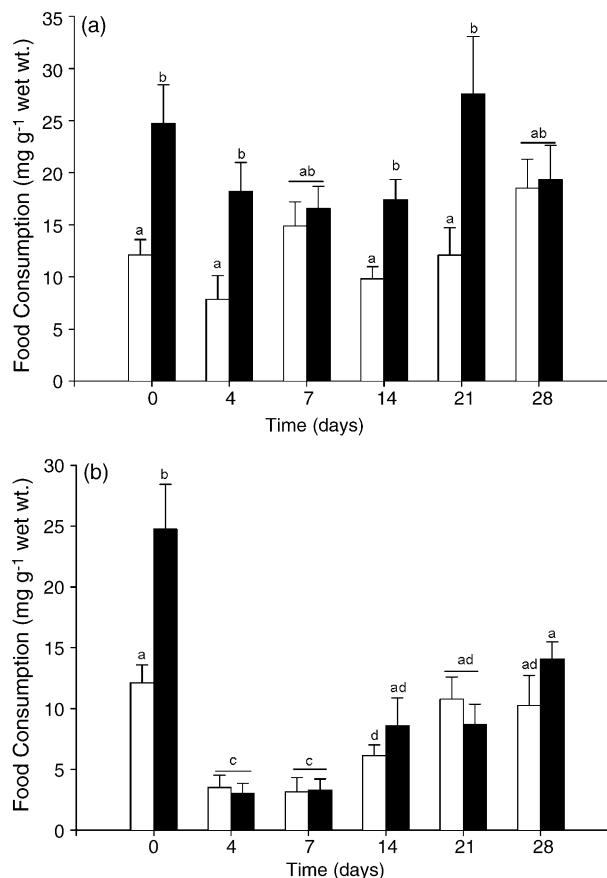 (a)
35
30
25
20
15
10
5
0
Food Consumption (mg g⁻¹ wet wt.)
a b a b ab a b a b ab
0 4 7 14 21 28
Time (days)
(b)
30
25
20
15
10
5
0
Food Consumption (mg g⁻¹ wet wt.)
a b c c d ad ad ad a
0 4 7 14 21 28
Time (days)